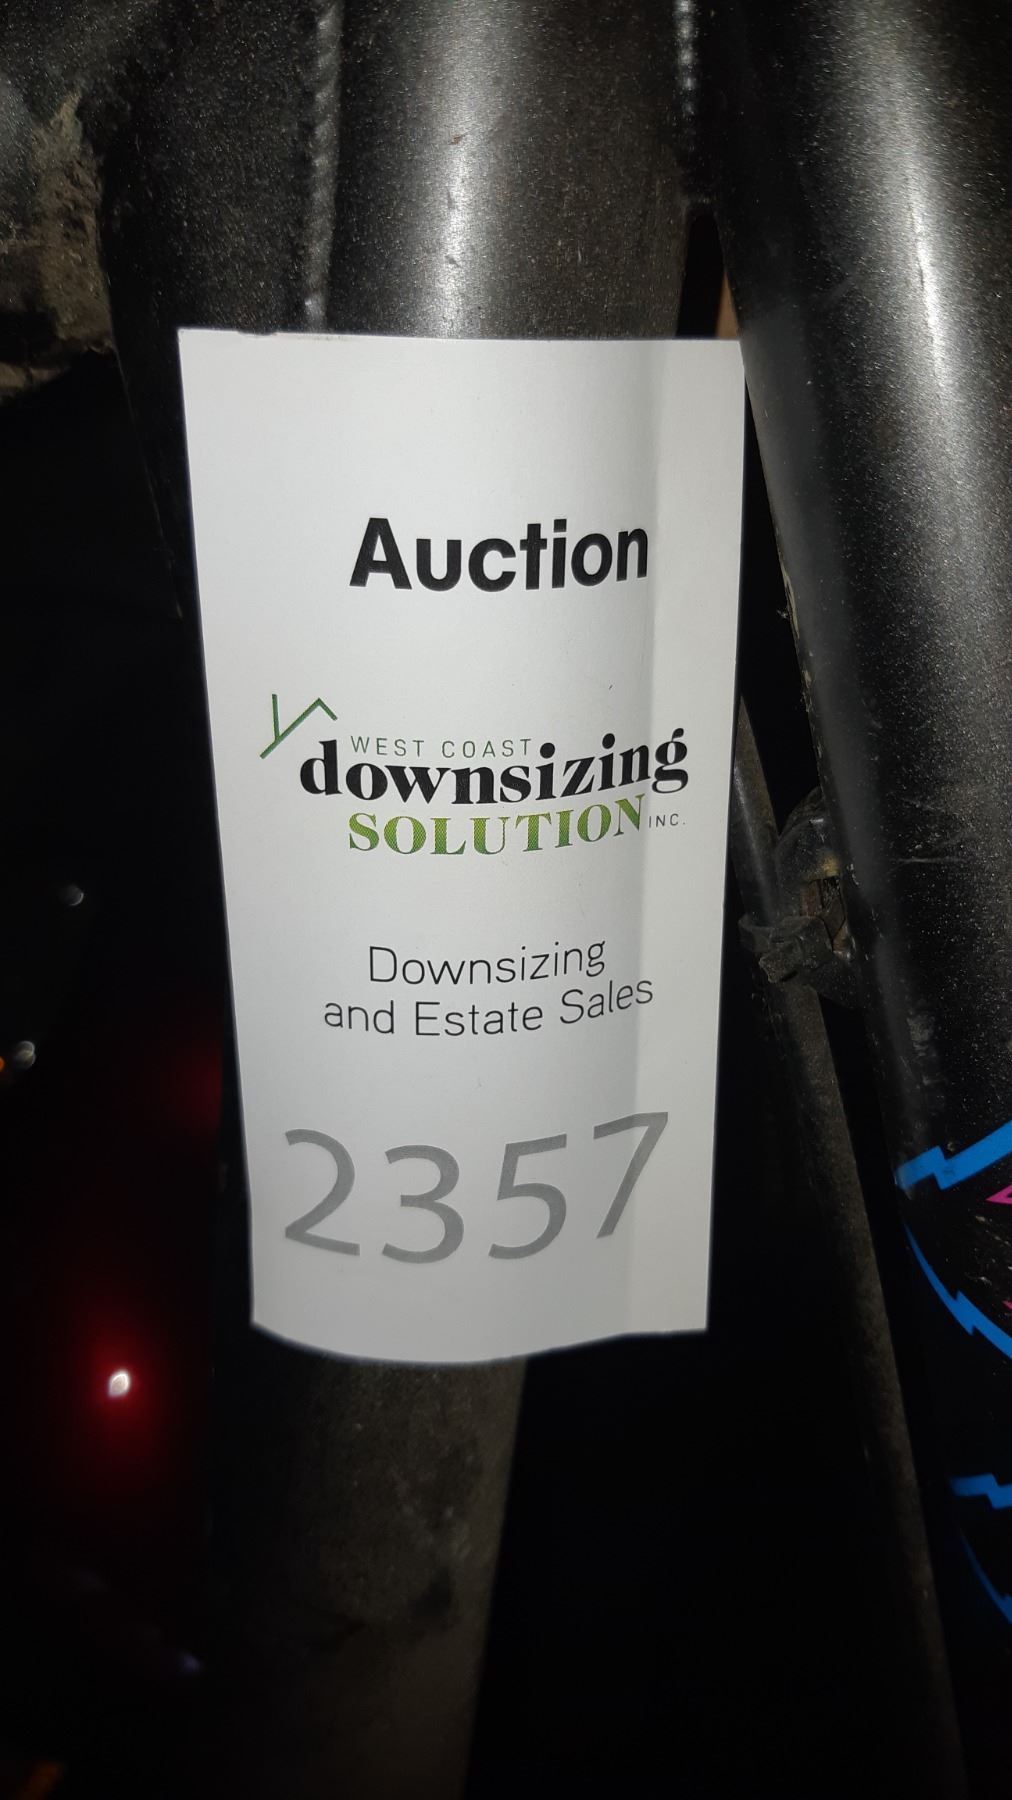 Auction
WEST COAST
downsizing
SOLUTION INC.
Downsizing
and Estate Sales
2357